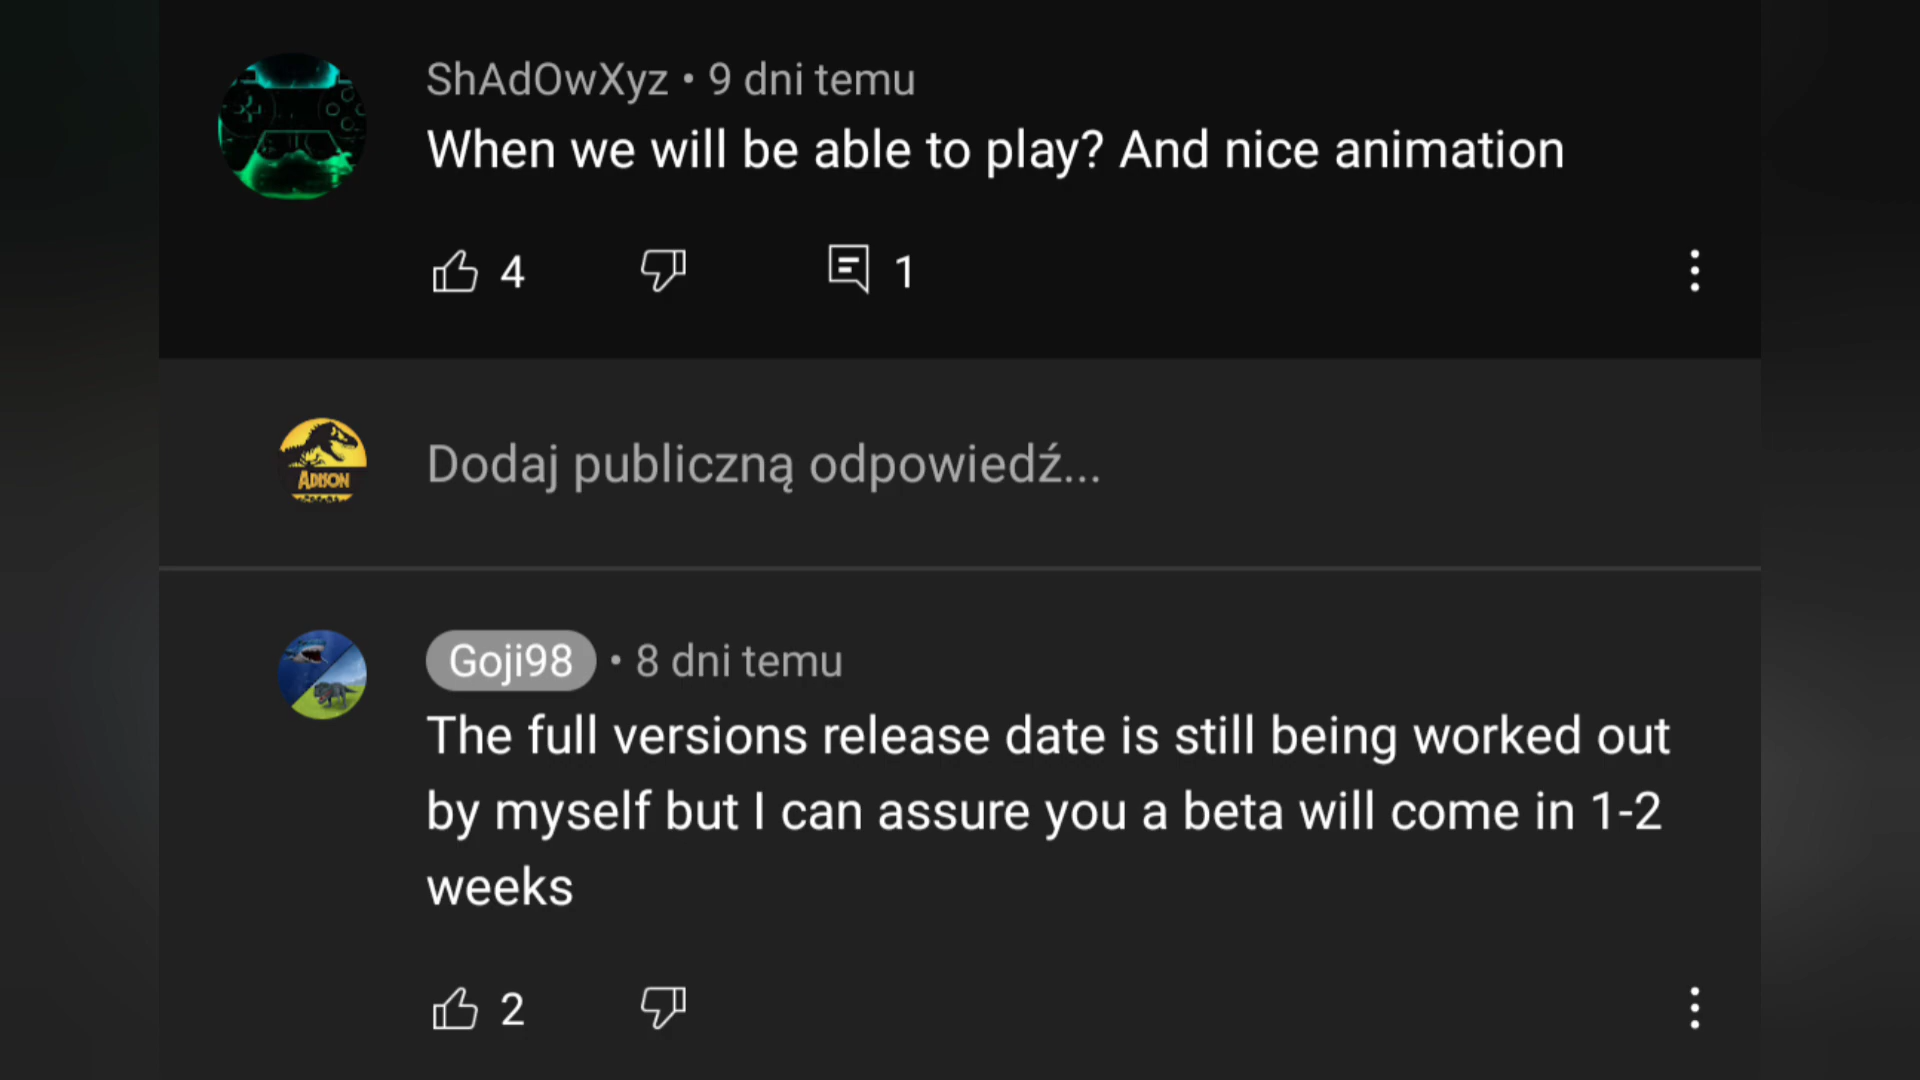 ShAdOwXyz • 9 dni temu
When we will be able to play? And nice animation
4 1
ADISON
Dodaj publiczną odpowiedź...
Goji98 • 8 dni temu
The full versions release date is still being worked out
by myself but I can assure you a beta will come in 1-2
weeks
2